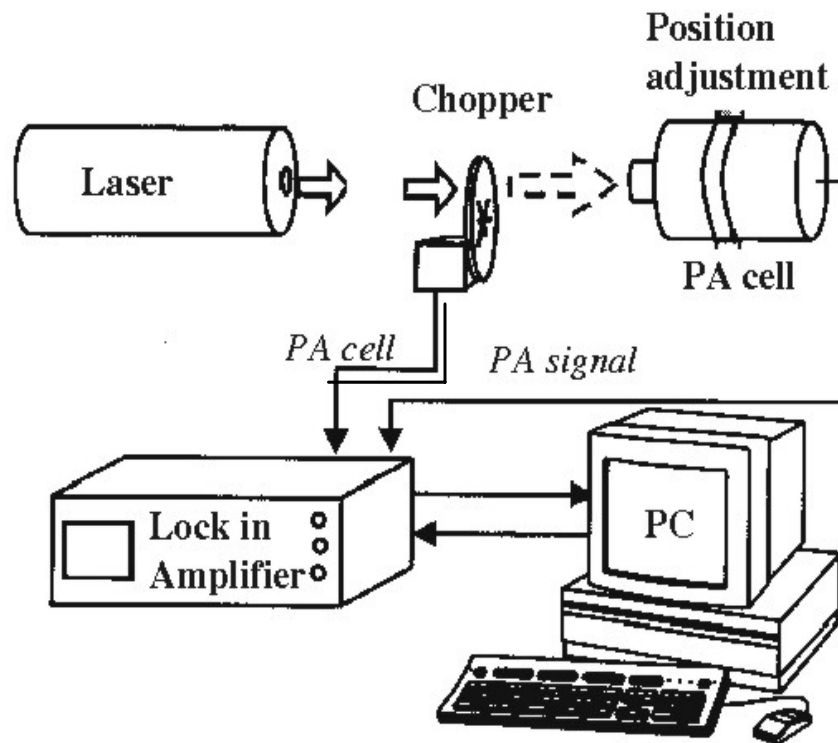 Position
adjustment
Chopper
Laser
PA cell
PA cell
PA signal
Lock in
Amplifier
PC